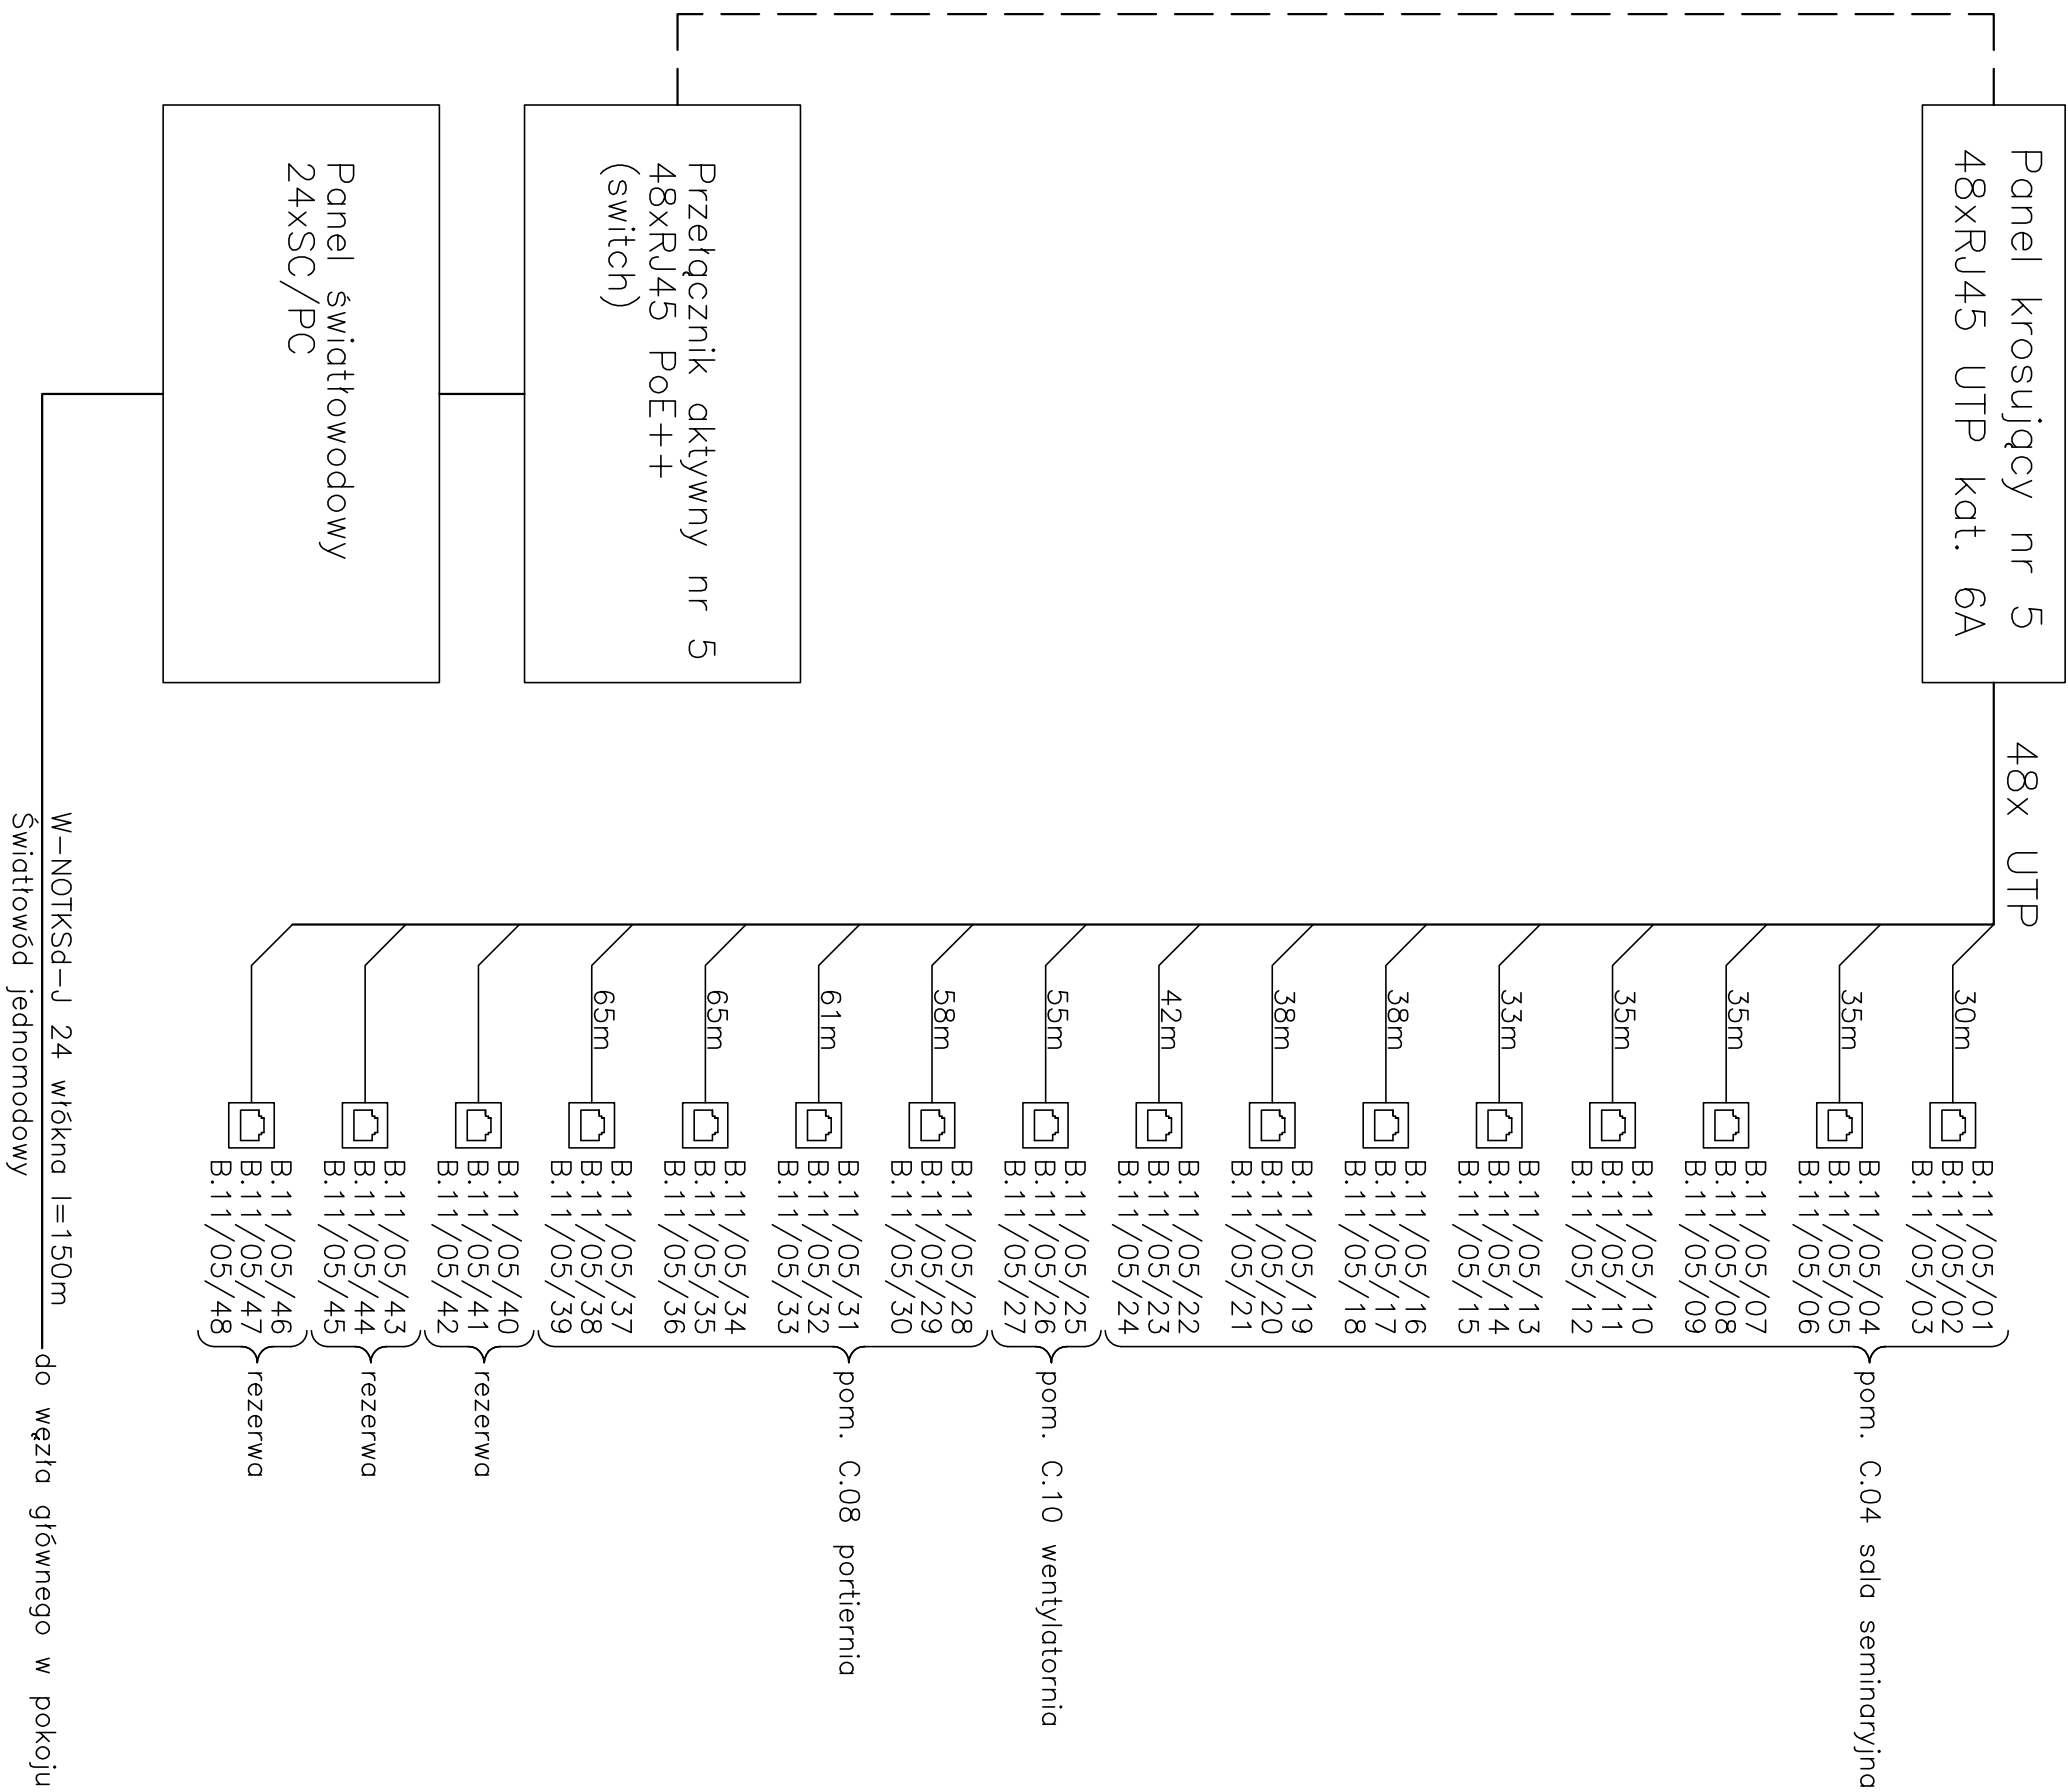 Panel krosujący nr 5
48xRJ45 UTP kat. 6A
48x UTP
30m
B.11/05/01
B.11/05/02
B.11/05/03
35m
B.11/05/04
B.11/05/05
B.11/05/06
35m
B.11/05/07
B.11/05/08
B.11/05/09
35m
B.11/05/10
B.11/05/11
B.11/05/12
33m
B.11/05/13
B.11/05/14
B.11/05/15
38m
B.11/05/16
B.11/05/17
B.11/05/18
38m
B.11/05/19
B.11/05/20
B.11/05/21
42m
B.11/05/22
B.11/05/23
B.11/05/24
pom. C.04 sala seminaryjna
55m
B.11/05/25
B.11/05/26
B.11/05/27
pom. C.10 wentylatornia
58m
B.11/05/28
B.11/05/29
B.11/05/30
61m
B.11/05/31
B.11/05/32
B.11/05/33
65m
B.11/05/34
B.11/05/35
B.11/05/36
65m
B.11/05/37
B.11/05/38
B.11/05/39
pom. C.08 portiernia
B.11/05/40
B.11/05/41
B.11/05/42
rezerwa
B.11/05/43
B.11/05/44
B.11/05/45
rezerwa
B.11/05/46
B.11/05/47
B.11/05/48
rezerwa
Przełącznik aktywny nr 5
48xRJ45 PoE++
(switch)
Panel światłowodowy
24xSC/PC
W-NOTKSd-J 24 włókna l=150m
Światłowód jednomodowy
do węzła głównego w pokoju